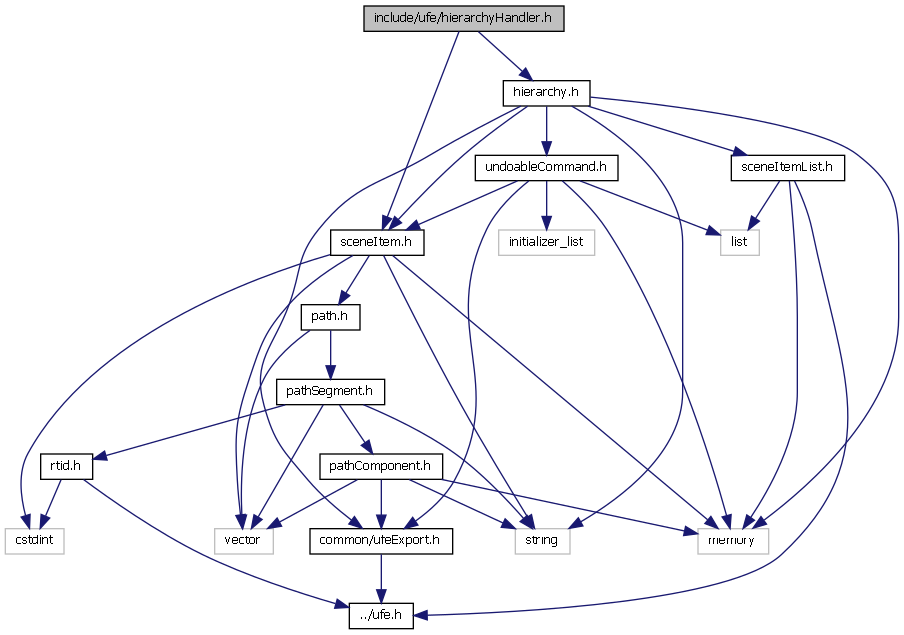 include/ufe/hierarchyHandler.h
hierarchy.h
undoableCommand.h
sceneItemList.h
sceneItem.h
initializer_list
list
path.h
pathSegment.h
rtid.h
pathComponent.h
cstdint
vector
common/ufeExport.h
string
memory
../ufe.h